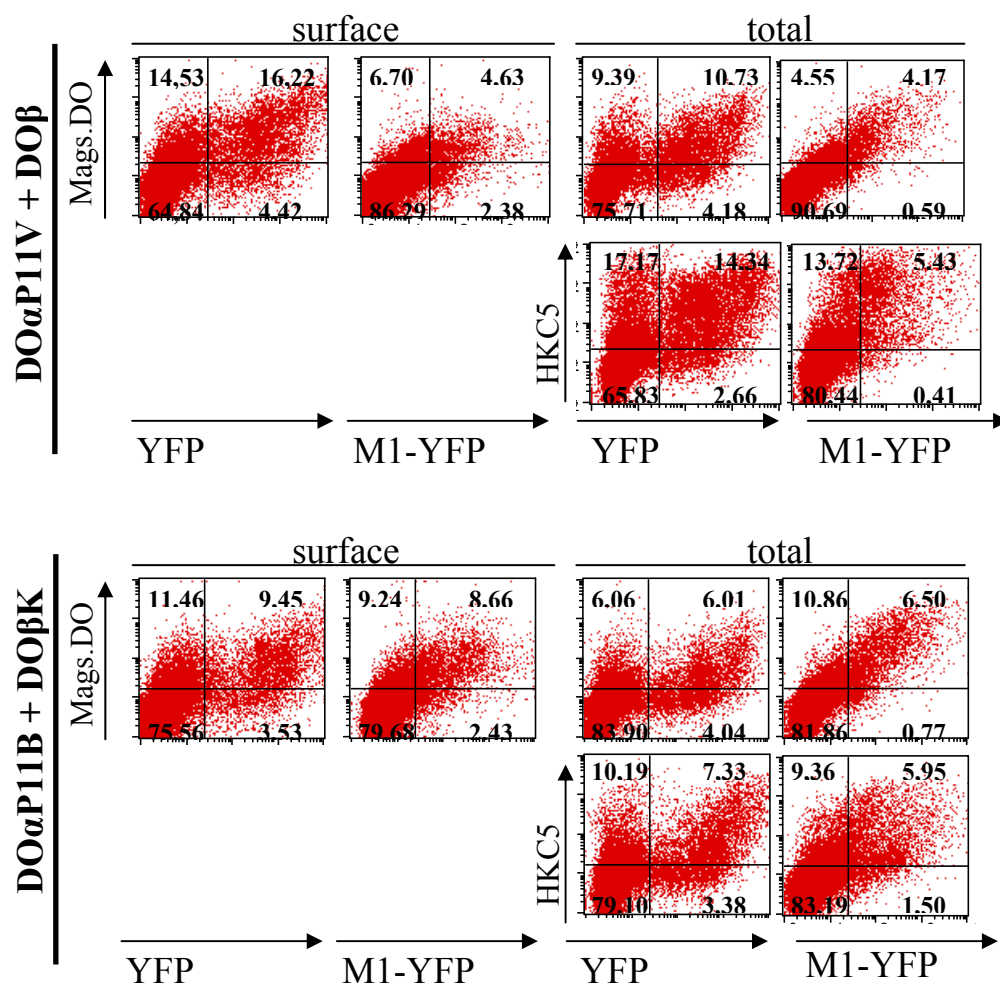 surface total
DOαP11V + DOβ
Mags.DO
14.53 16.22
64.84 4.42
6.70 4.63
86.29 2.38
9.39 10.73
75.71 4.18
4.55 4.17
90.69 0.59
HKC5
17.17 14.34
65.83 2.66
13.72 5.43
80.44 0.41
YFP M1-YFP YFP M1-YFP
surface total
DOαP11B + DOβK
Mags.DO
11.46 9.45
75.56 3.53
9.24 8.66
79.68 2.43
6.06 6.01
83.90 4.04
10.86 6.50
81.86 0.77
HKC5
10.19 7.33
79.10 3.38
9.36 5.95
83.19 1.50
YFP M1-YFP YFP M1-YFP